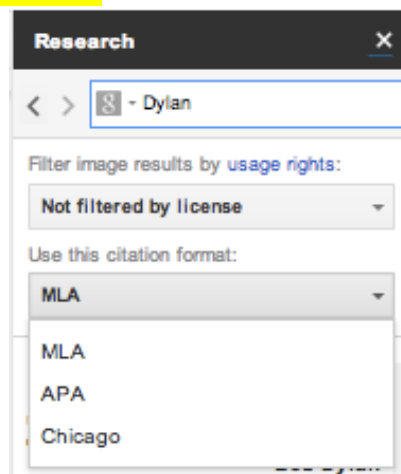 Research ×
< > 8 Dylan
Filter image results by usage rights:
Not filtered by license
Use this citation format:
MLA
MLA
APA
Chicago